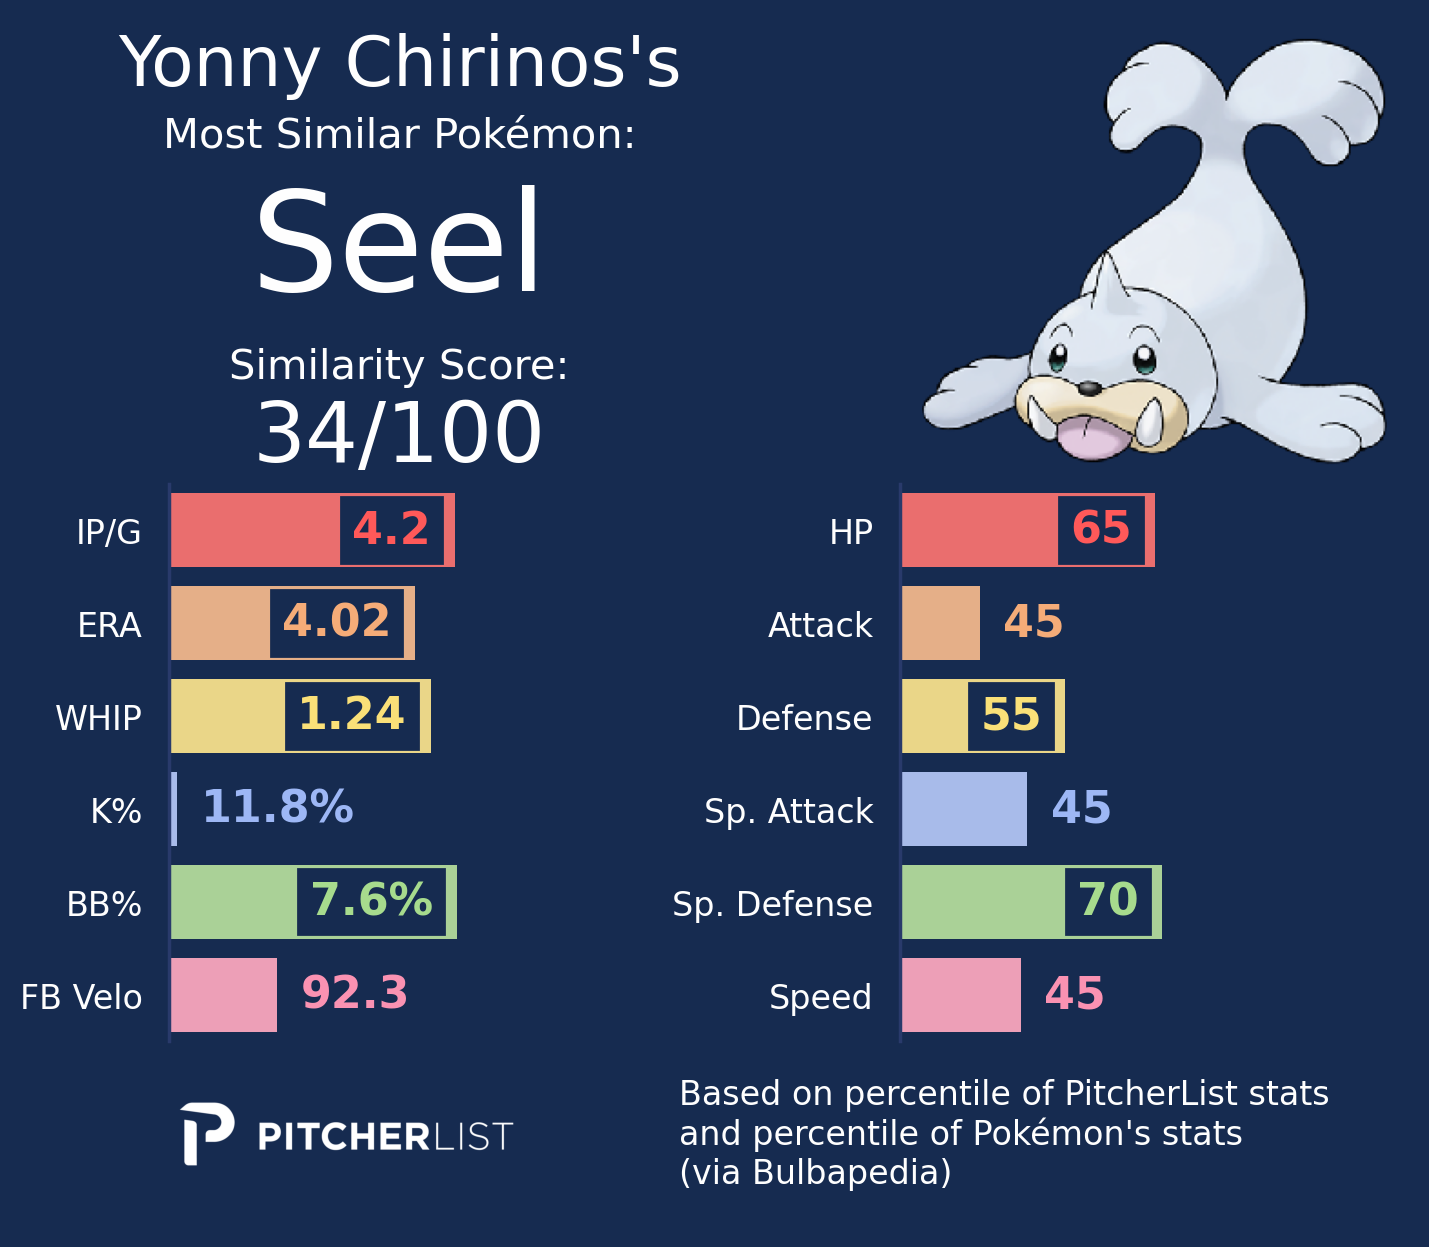 Yonny Chirinos's
Most Similar Pokémon:
Seel
Similarity Score:
34/100
IP/G 4.2
ERA 4.02
WHIP 1.24
K% 11.8%
BB% 7.6%
FB Velo 92.3
HP 65
Attack 45
Defense 55
Sp. Attack 45
Sp. Defense 70
Speed 45
PITCHERLIST
Based on percentile of PitcherList stats
and percentile of Pokémon's stats
(via Bulbapedia)